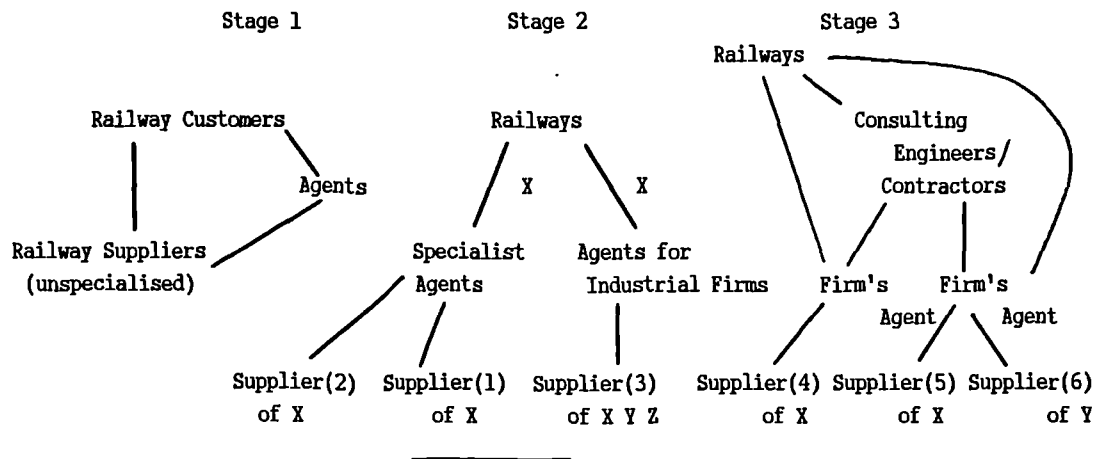 Stage 1 Stage 2 Stage 3
Railways
Railway Customers Railways Consulting
Engineers/
Agents X X Contractors
Railway Suppliers Specialist Agents for
(unspecialised) Agents Industrial Firms Firm's Firm's
Agent Agent
Supplier(2) Supplier(1) Supplier(3) Supplier(4) Supplier(5) Supplier(6)
of X of X of X Y Z of X of X of Y